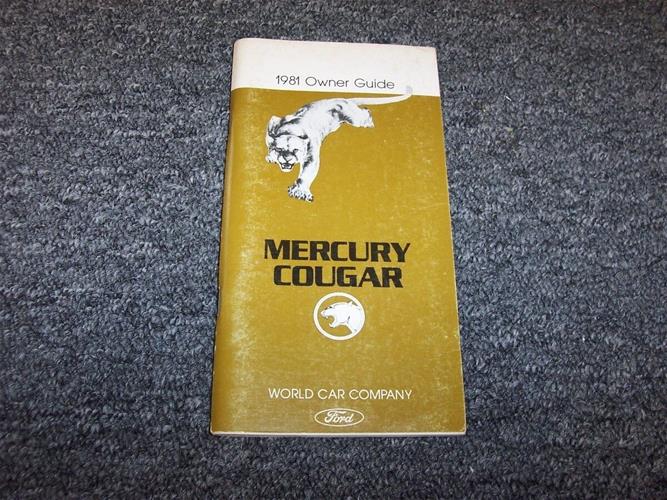 1981 Owner Guide
MERCURY
COUGAR
WORLD CAR COMPANY
Ford